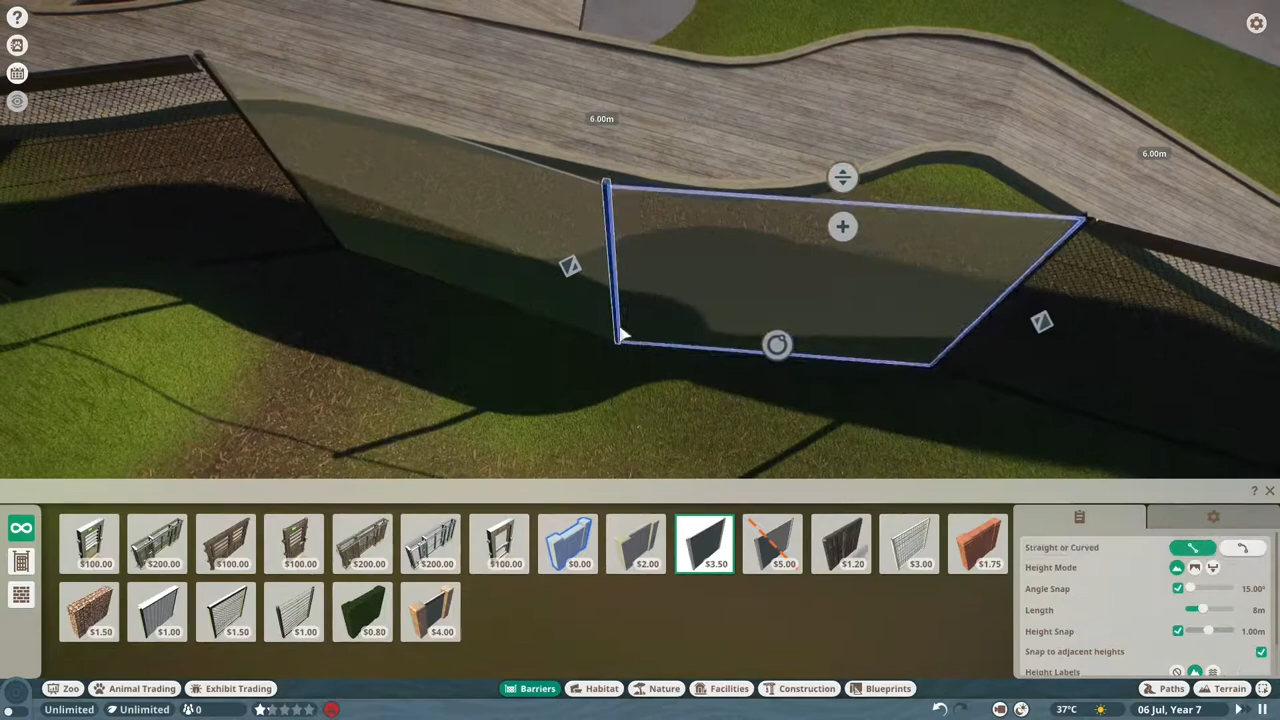 6.00m
6.00m
$100.00
$200.00
$100.00
$100.00
$200.00
$200.00
$100.00
$0.00
$2.00
$3.50
$5.00
$1.20
$3.00
$1.75
$1.50
$1.00
$1.50
$1.00
$0.80
$4.00
?
?
Straight or Curved
Height Mode
Angle Snap 15.00°
Length 8m
Height Snap 1.00m
Snap to adjacent heights
Height Labels
Zoo
Animal Trading
Exhibit Trading
Barriers
Habitat
Nature
Facilities
Construction
Blueprints
Paths
Terrain
Unlimited
Unlimited
0
37°C
06 Jul, Year 7